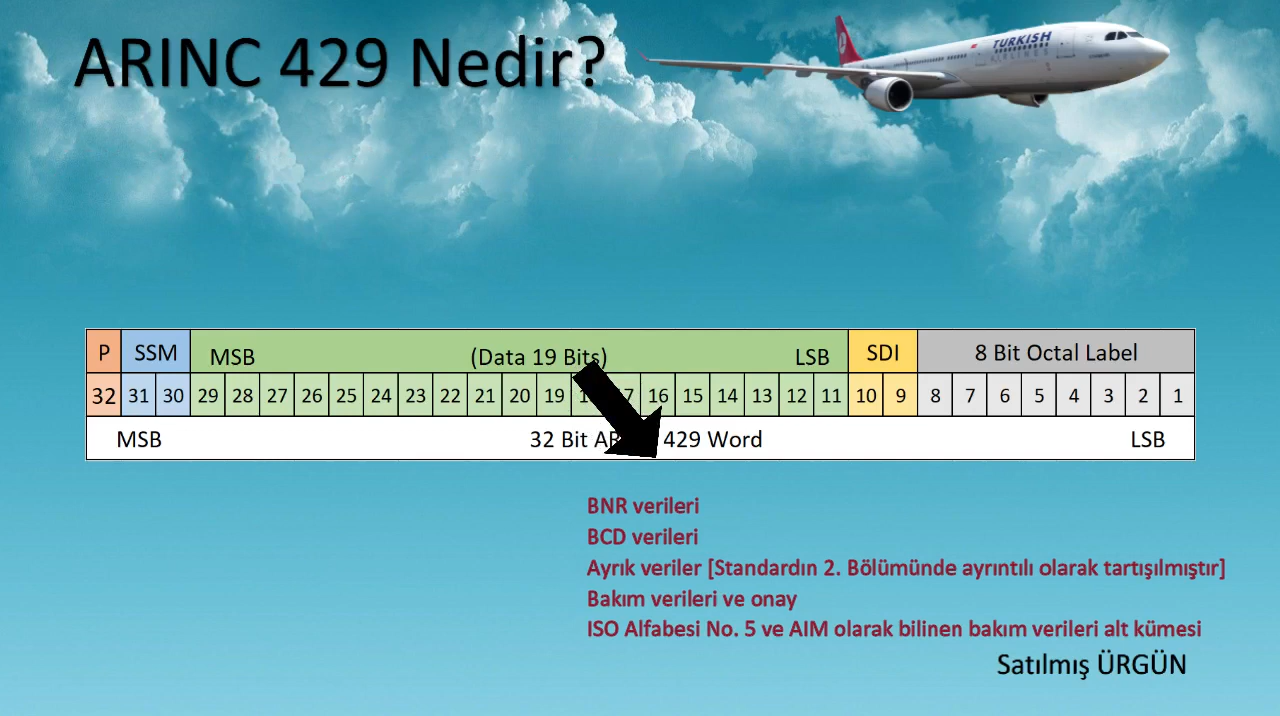 ARINC 429 Nedir?
TURKISH
AIRLINES
P SSM MSB (Data 19 Bits) LSB SDI 8 Bit Octal Label
32 31 30 29 28 27 26 25 24 23 22 21 20 19 16 15 14 13 12 11 10 9 8 7 6 5 4 3 2 1
MSB 32 Bit 429 Word LSB
BNR verileri
BCD verileri
Ayrık veriler [Standardın 2. Bölümünde ayrıntılı olarak tartışılmıştır]
Bakım verileri ve onay
ISO Alfabesi No. 5 ve AIM olarak bilinen bakım verileri alt kümesi
Satılmış ÜRGÜN